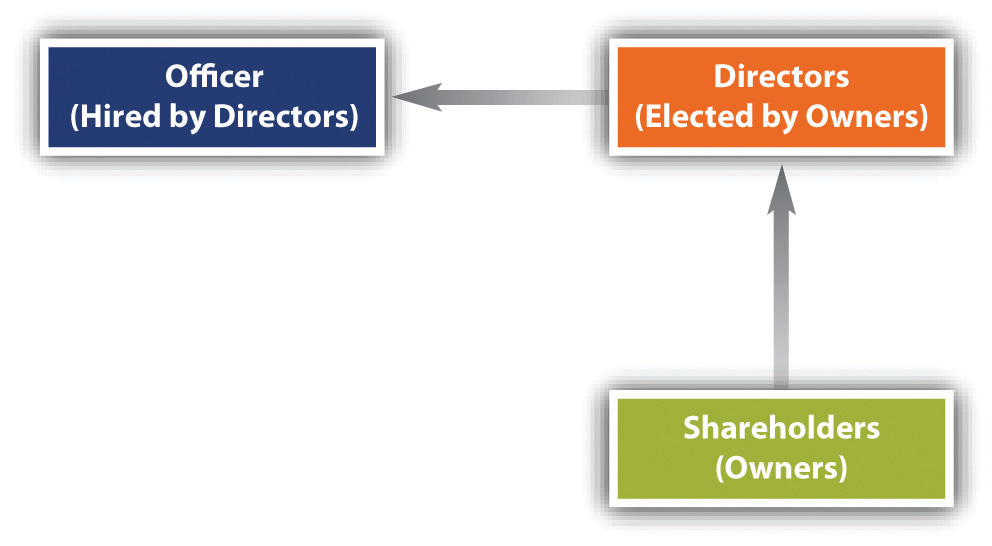 Officer
(Hired by Directors)
Directors
(Elected by Owners)
Shareholders
(Owners)